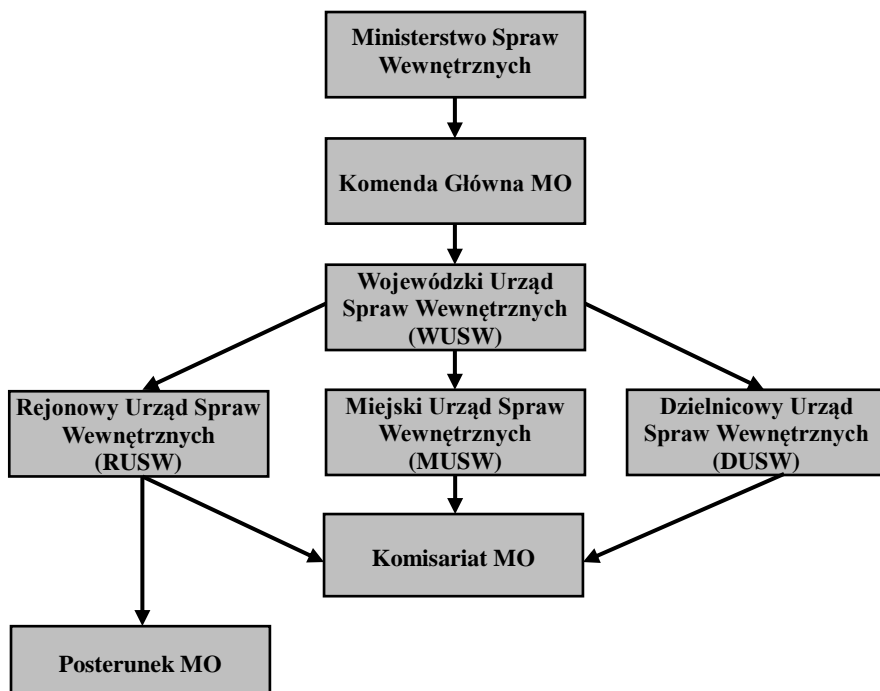 Ministerstwo Spraw
Wewnętrznych
Komenda Główna MO
Wojewódzki Urząd
Spraw Wewnętrznych
(WUSW)
Rejonowy Urząd Spraw
Wewnętrznych
(RUSW)
Miejski Urząd Spraw
Wewnętrznych
(MUSW)
Dzielnicowy Urząd
Spraw Wewnętrznych
(DUSW)
Komisariat MO
Posterunek MO